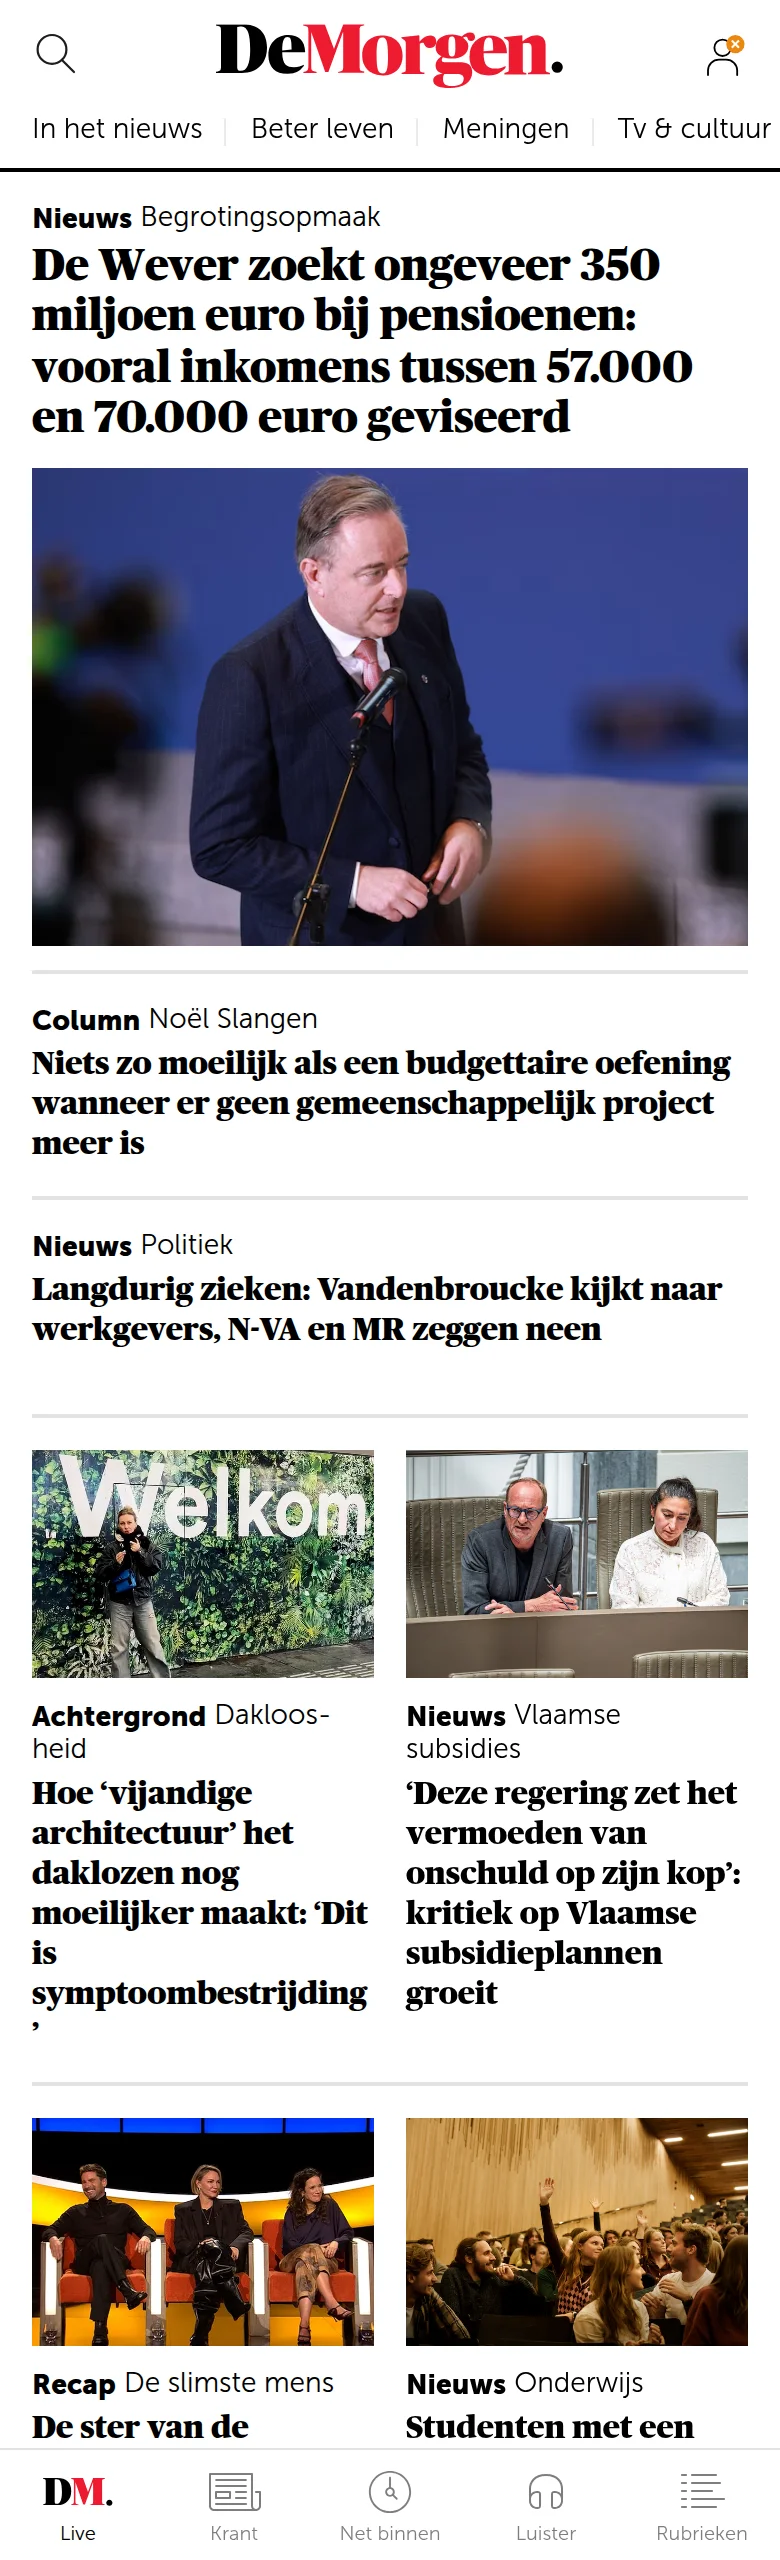 DeMorgen.
In het nieuws
Beter leven
Meningen
Tv & cultuur
Nieuws Begrotingsopmaak
De Wever zoekt ongeveer 350
miljoen euro bij pensioenen:
vooral inkomens tussen 57.000
en 70.000 euro geviseerd
Column Noël Slangen
Niets zo moeilijk als een budgettaire oefening
wanneer er geen gemeenschappelijk project
meer is
Nieuws Politiek
Langdurig zieken: Vandenbroucke kijkt naar
werkgevers, N-VA en MR zeggen neen
Welkom
Achtergrond Dakloos-
heid
Hoe ‘vijandige
architectuur’ het
daklozen nog
moeilijker maakt: ‘Dit
is
symptoombestrijding
’
Nieuws Vlaamse
subsidies
‘Deze regering zet het
vermoeden van
onschuld op zijn kop’:
kritiek op Vlaamse
subsidieplannen
groeit
Recap De slimste mens
De ster van de
Nieuws Onderwijs
Studenten met een
DM.
Live
Krant
Net binnen
Luister
Rubrieken